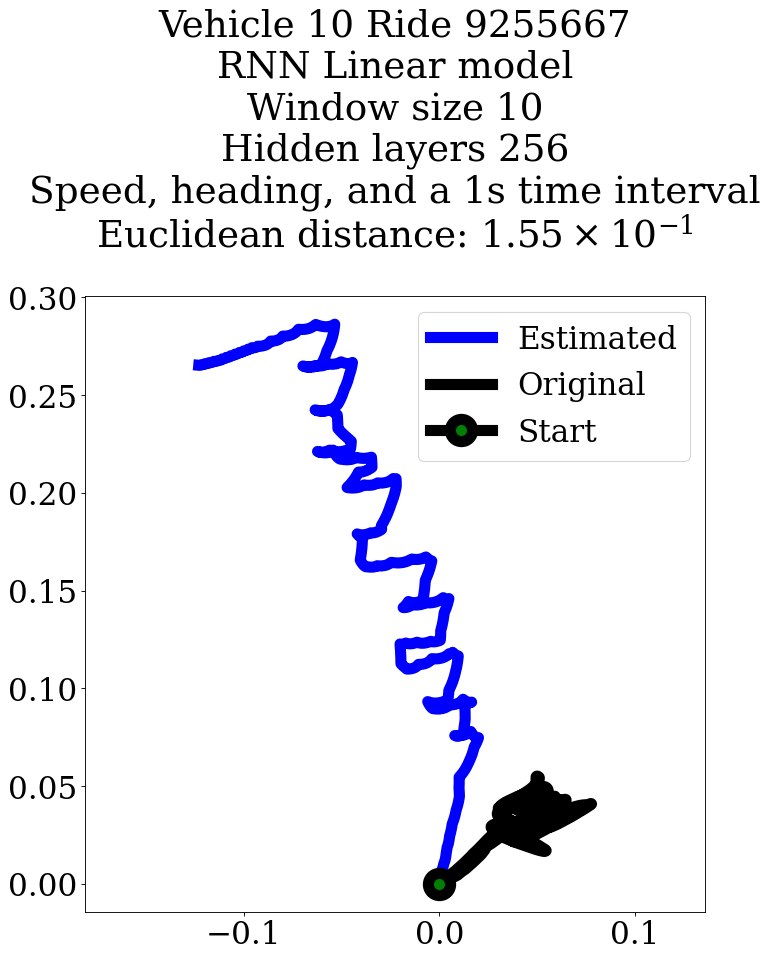 Vehicle 10 Ride 9255667
RNN Linear model
Window size 10
Hidden layers 256
Speed, heading, and a 1s time interval
Euclidean distance: 1.55 × 10⁻¹
0.30
0.25
0.20
0.15
0.10
0.05
0.00
Estimated
Original
Start
−0.1
0.0
0.1